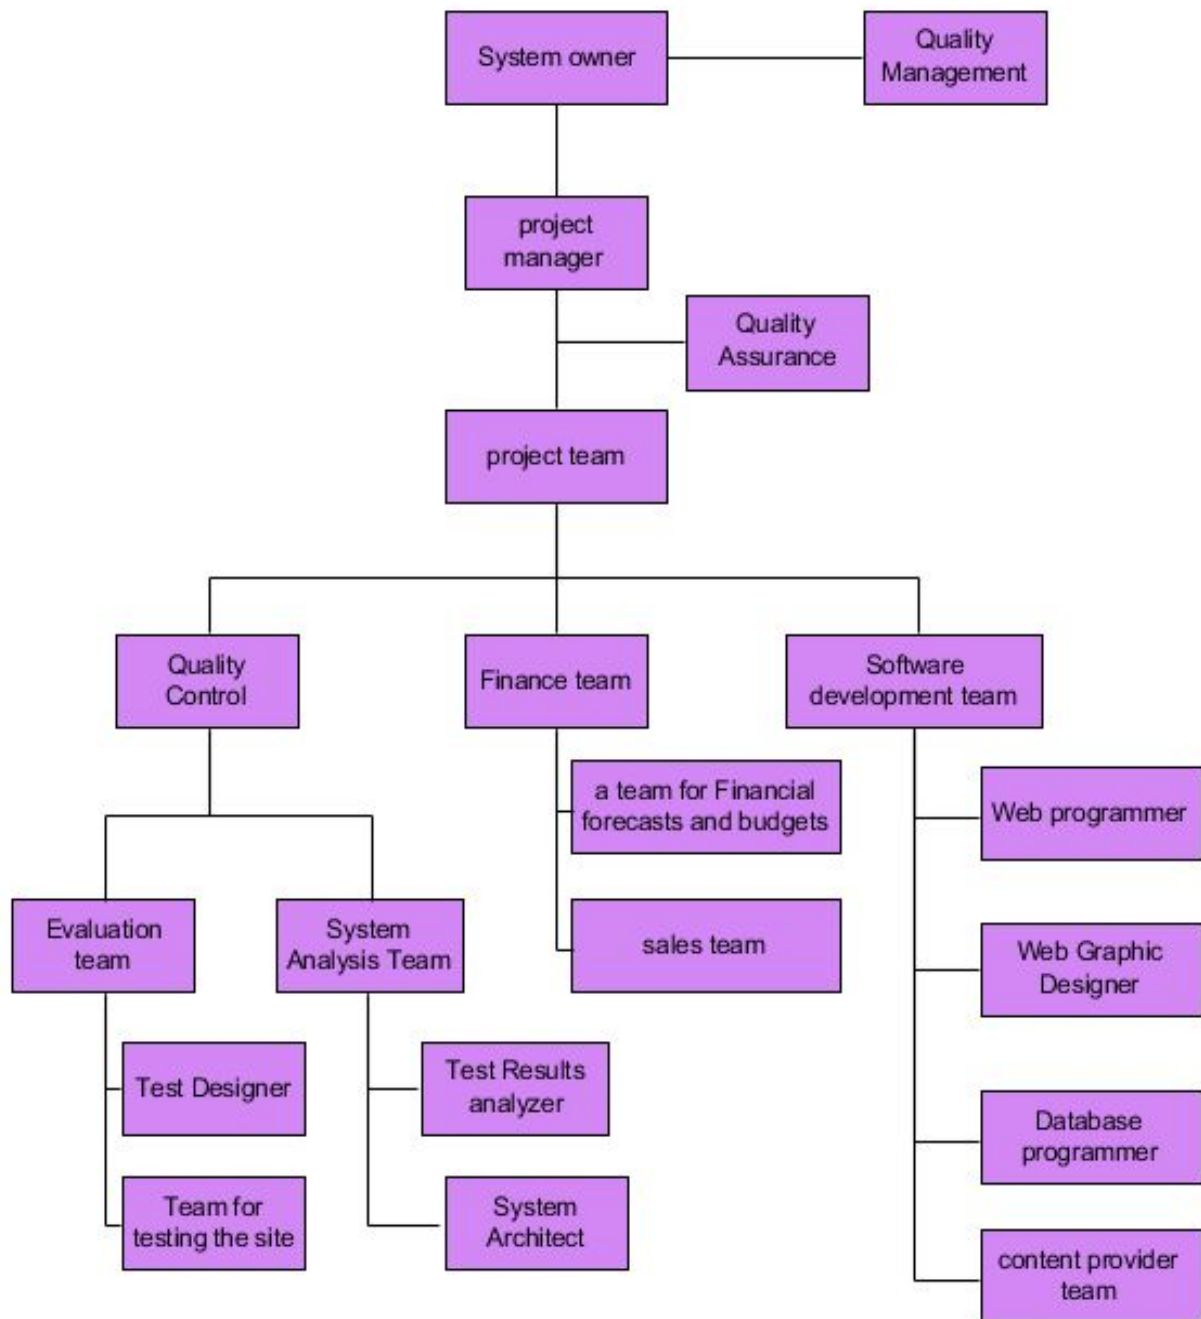 System owner
Quality
Management
project
manager
Quality
Assurance
project team
Quality
Control
Finance team
Software
development team
a team for Financial
forecasts and budgets
Web programmer
Evaluation
team
System
Analysis Team
sales team
Web Graphic
Designer
Test Designer
Test Results
analyzer
Database
programmer
Team for
testing the site
System
Architect
content provider
team